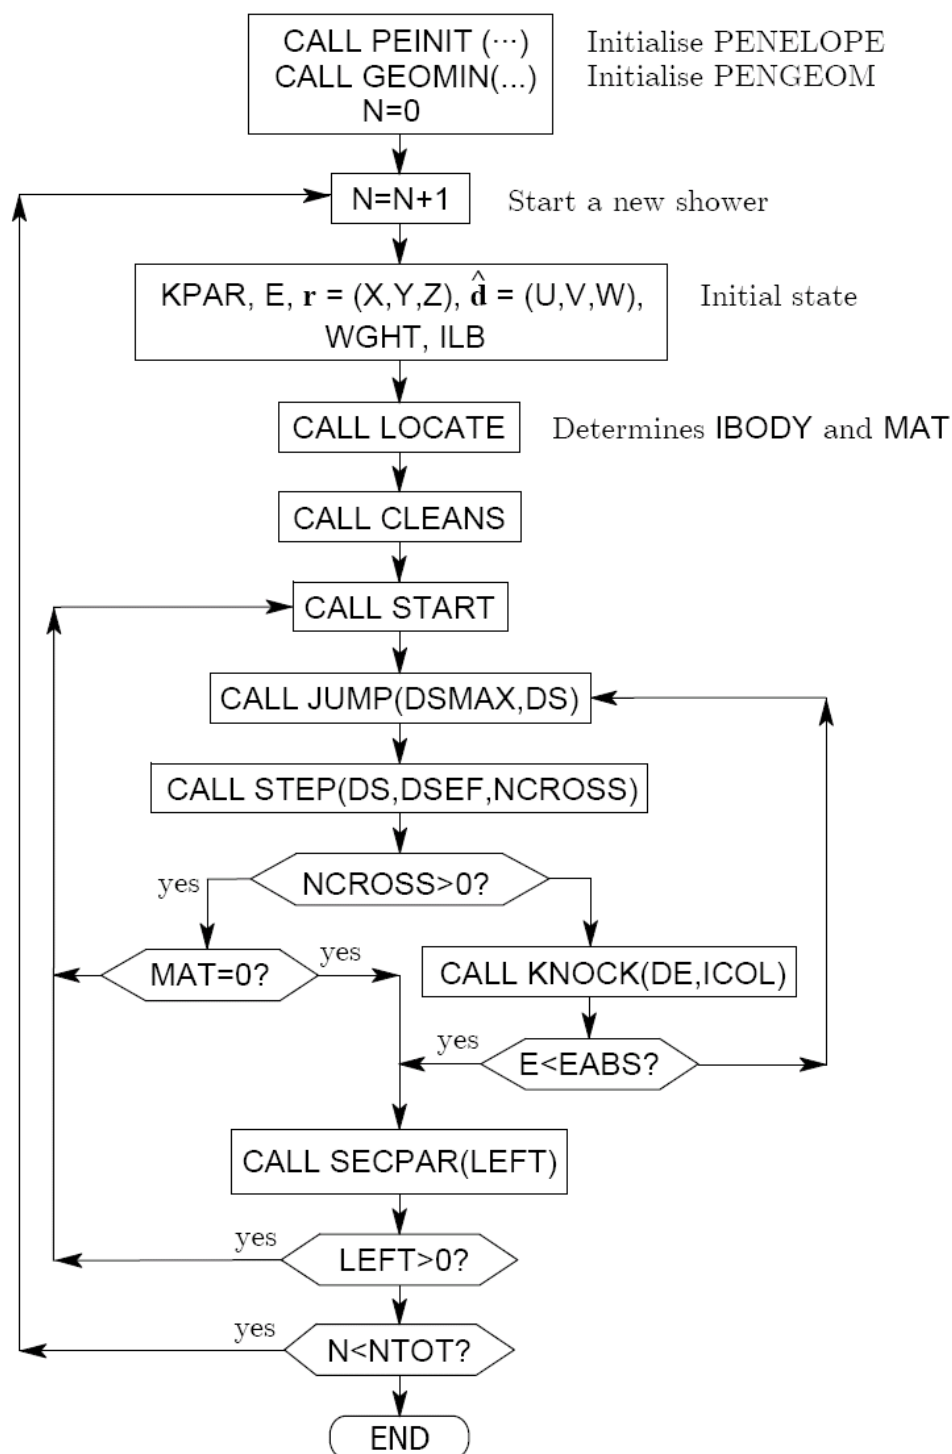 CALL PEINIT (···) Initialise PENELOPE
CALL GEOMIN(...) Initialise PENGEOM
N=0
N=N+1 Start a new shower
KPAR, E, r = (X,Y,Z), d̂ = (U,V,W), Initial state
WGHT, ILB
CALL LOCATE Determines IBODY and MAT
CALL CLEANS
CALL START
CALL JUMP(DSMAX,DS)
CALL STEP(DS,DSEF,NCROSS)
yes NCROSS>0?
MAT=0? yes CALL KNOCK(DE,ICOL)
yes E<EABS?
CALL SECPAR(LEFT)
yes LEFT>0?
yes N<NTOT?
END